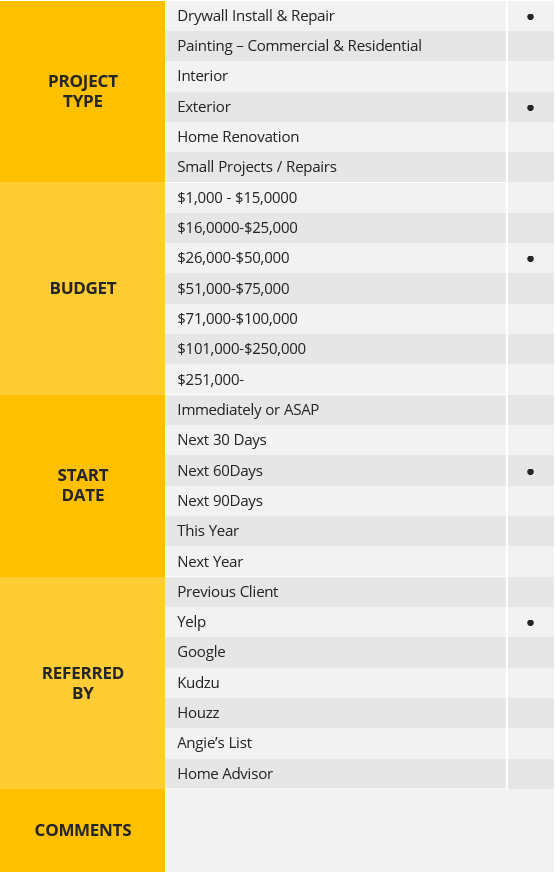 PROJECT
TYPE
Drywall Install & Repair •
Painting – Commercial & Residential
Interior
Exterior •
Home Renovation
Small Projects / Repairs
BUDGET
$1,000 - $15,0000
$16,0000-$25,000
$26,000-$50,000 •
$51,000-$75,000
$71,000-$100,000
$101,000-$250,000
$251,000-
START
DATE
Immediately or ASAP
Next 30 Days
Next 60Days •
Next 90Days
This Year
Next Year
REFERRED
BY
Previous Client
Yelp •
Google
Kudzu
Houzz
Angie’s List
Home Advisor
COMMENTS